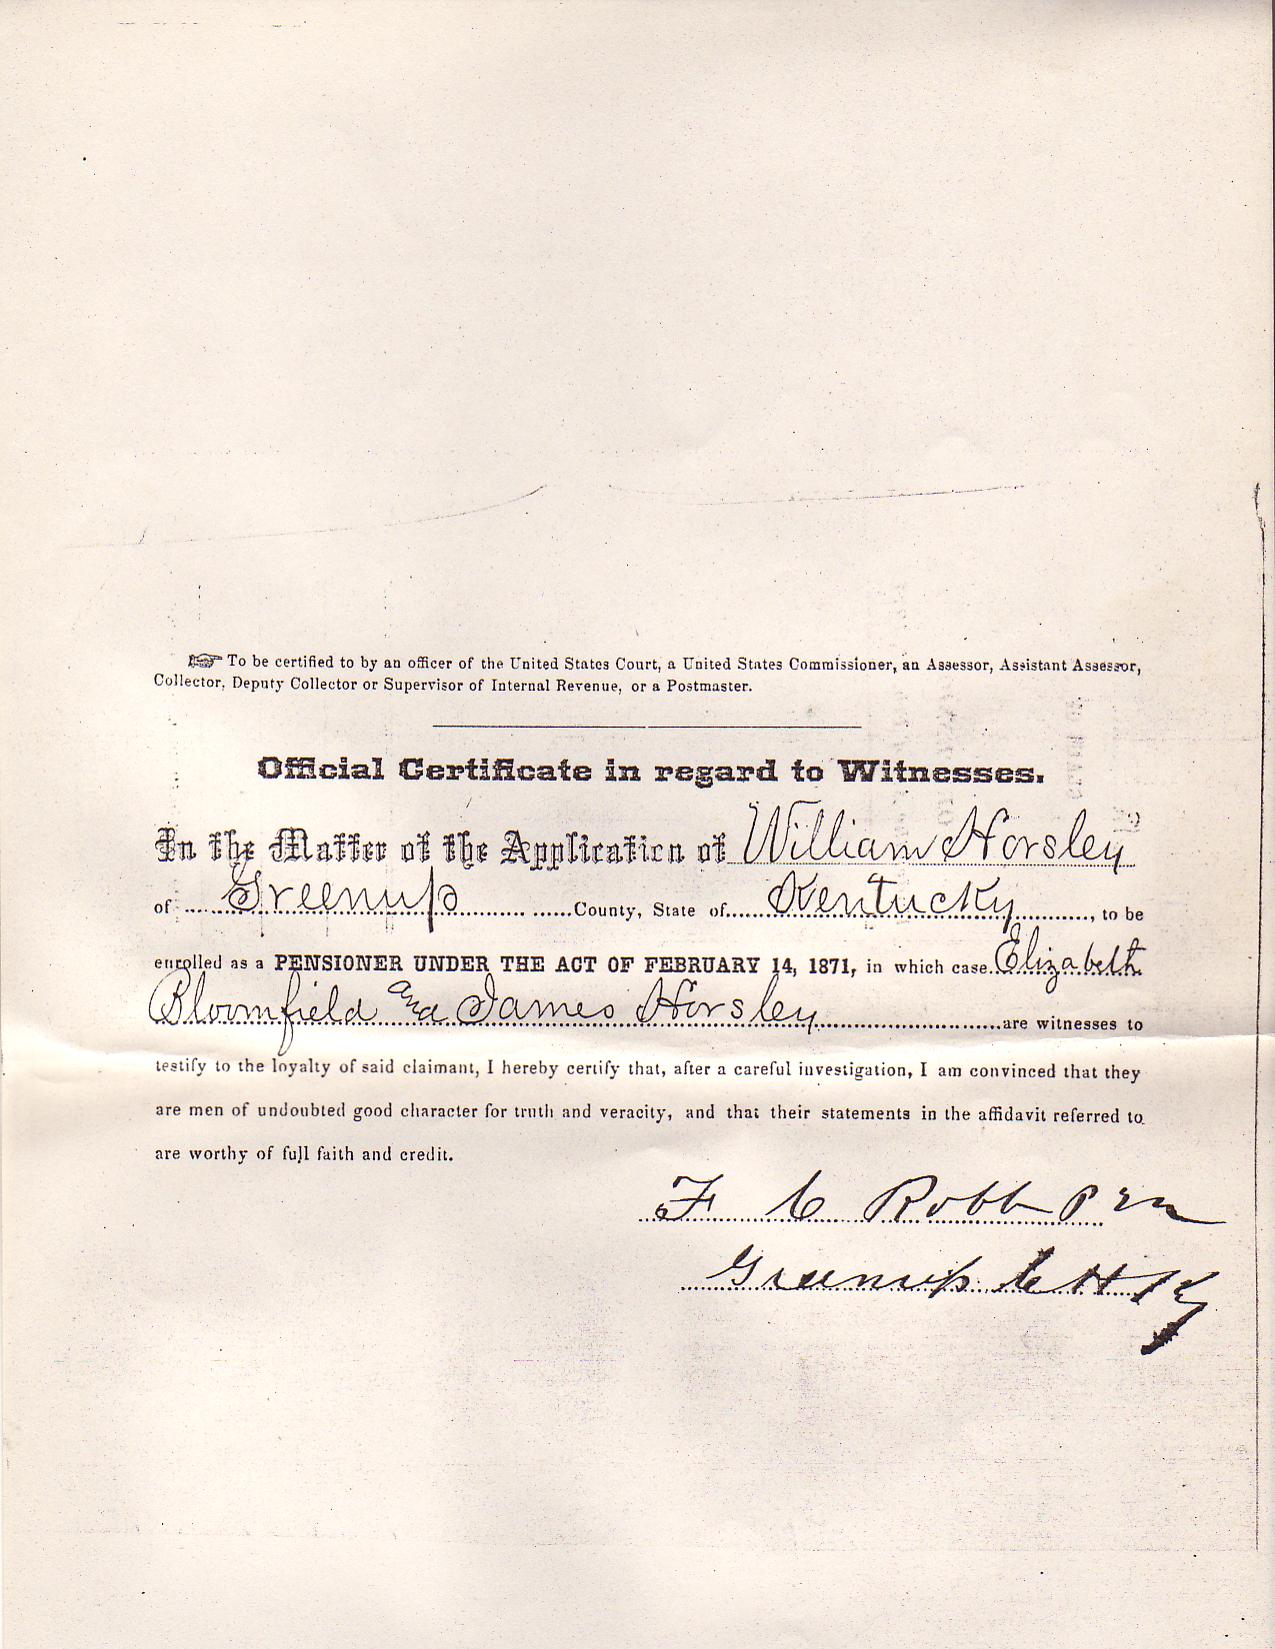 ☞ To be certified to by an officer of the United States Court, a United States Commissioner, an Assessor, Assistant Assessor,
Collector, Deputy Collector or Supervisor of Internal Revenue, or a Postmaster.
Official Certificate in regard to Witnesses.
In the Matter of the Application of William Horsley
of Greenup County, State of Kentucky, to be
enrolled as a PENSIONER UNDER THE ACT OF FEBRUARY 14, 1871, in which case Elizabeth
Bloomfield and James Horsley are witnesses to
testify to the loyalty of said claimant, I hereby certify that, after a careful investigation, I am convinced that they
are men of undoubted good character for truth and veracity, and that their statements in the affidavit referred to
are worthy of full faith and credit.
F C Robb P M
Greenup C H Ky